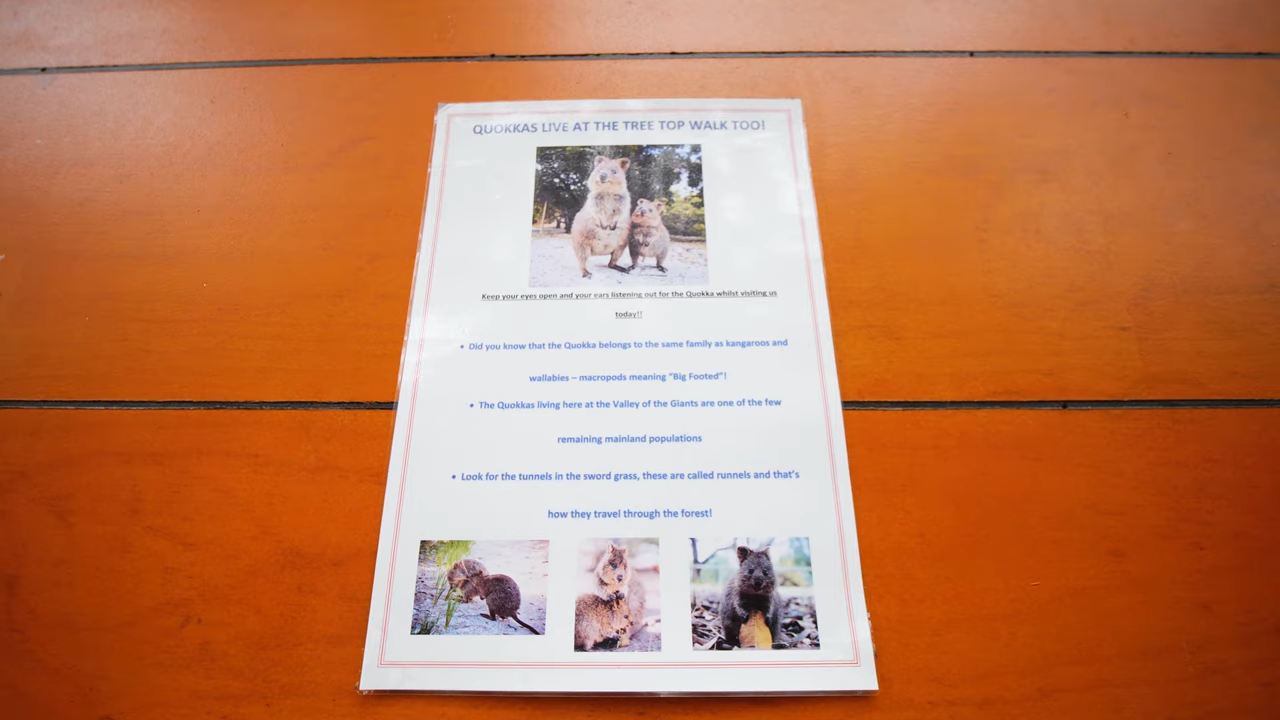 QUOKKAS LIVE AT THE TREE TOP WALK TOO!
Keep your eyes open and your ears listening out for the Quokka whilst visiting us
today!!
• Did you know that the Quokka belongs to the same family as kangaroos and
wallabies – macropods meaning "Big Footed"!
• The Quokkas living here at the Valley of the Giants are one of the few
remaining mainland populations
• Look for the tunnels in the sword grass, these are called runnels and that's
how they travel through the forest!